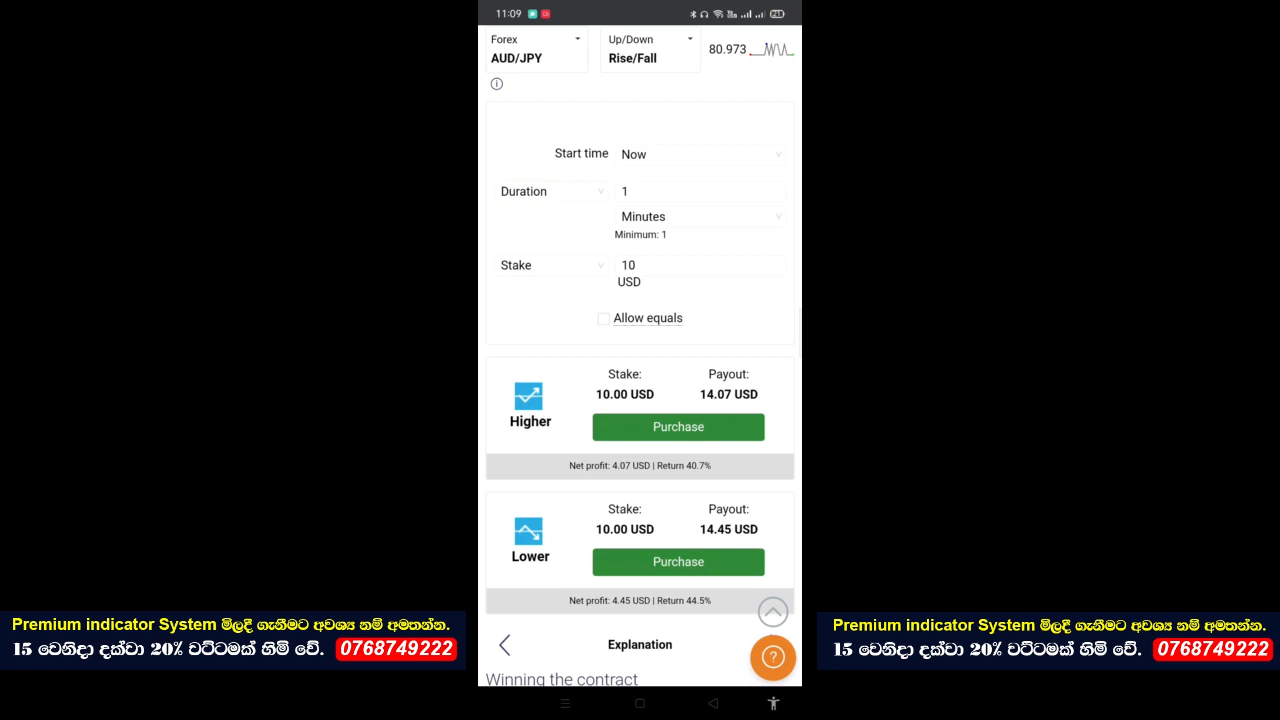 11:09
21
Forex
AUD/JPY
Up/Down
Rise/Fall
80.973
Start time
Now
Duration
1
Minutes
Minimum: 1
Stake
10
USD
Allow equals
Stake:
Payout:
10.00 USD
14.07 USD
Higher
Purchase
Net profit: 4.07 USD | Return 40.7%
Stake:
Payout:
10.00 USD
14.45 USD
Lower
Purchase
Net profit: 4.45 USD | Return 44.5%
Explanation
?
Winning the contract
Premium indicator System මිලදී ගැනීමට අවශ්‍ය නම් අමතන්න.
15 වෙනිදා දක්වා 20% වට්ටමක් හිමි වේ. 0768749222
Premium indicator System මිලදී ගැනීමට අවශ්‍ය නම් අමතන්න.
15 වෙනිදා දක්වා 20% වට්ටමක් හිමි වේ. 0768749222